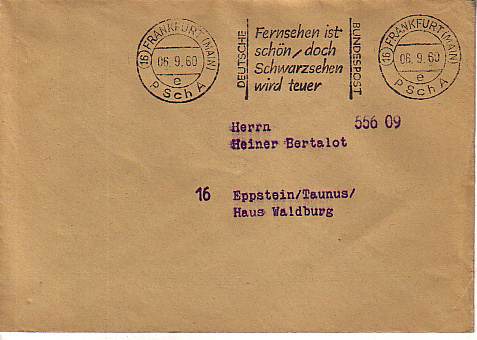 (16) FRANKFURT (MAIN)
06. 9. 60
e
PSchA
DEUTSCHE
Fernsehen ist
schön, doch
Schwarzsehen
wird teuer
BUNDESPOST
(16) FRANKFURT (MAIN)
06. 9. 60
e
PSchA
Herrn 556 09
Heiner Bertalot
16 Eppstein/Taunus/
Haus Waldburg